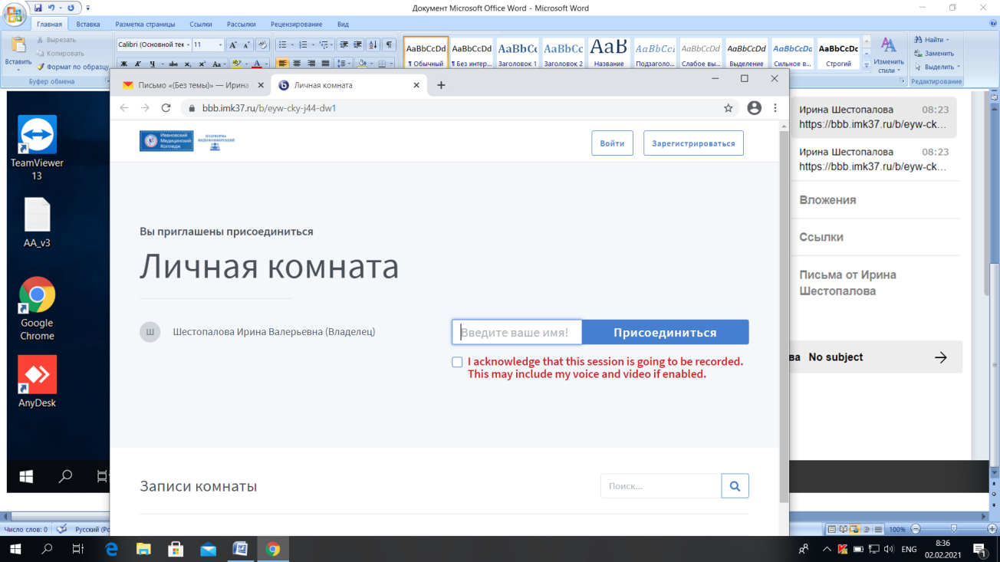 Документ Microsoft Office Word - Microsoft Word
Главная Вставка Разметка страницы Ссылки Рассылки Рецензирование Вид
Вставить
Вырезать
Копировать
Формат по образцу
Буфер обмена
Calibri (Основной тек 11
AaBbCcDd AaBbCcDd AaBbCc AaBbCc АаВ AaBbCcI AaBbCcDd AaBbCcDd AaBbCcDd AaBbCcDc
¶ Обычный ¶ Без интер... Заголовок 1 Заголовок 2 Название Подзаголо... Слабое вы... Выделение Сильное в... Строгий
Изменить стили
Найти
Заменить
Выделить
Редактирование
Письмо «(Без темы)» — Ирина
Личная комната
bbb.imk37.ru/b/eyw-cky-j44-dw1
Ивановский
Медицинский
Колледж
ПЛАТФОРМА
ВИДЕОКОНФЕРЕНЦИЙ
Войти Зарегистрироваться
Вы приглашены присоединиться
Личная комната
Ш Шестопалова Ирина Валерьевна (Владелец)
Введите ваше имя! Присоединиться
I acknowledge that this session is going to be recorded.
This may include my voice and video if enabled.
Записи комнаты
Поиск...
TeamViewer
13
AA_v3
Google
Chrome
AnyDesk
Ирина Шестопалова 08:23
https://bbb.imk37.ru/b/eyw-ck...
Ирина Шестопалова 08:23
https://bbb.imk37.ru/b/eyw-ck...
Вложения
Ссылки
Письма от Ирина
Шестопалова
ва No subject
Число слов: 0 Русский (Рс
100%
ENG
8:36
02.02.2021
1